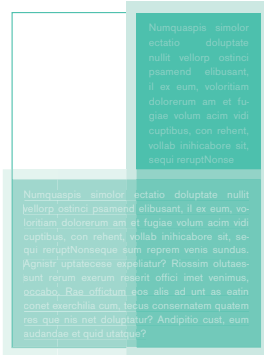 Numquaspis simolor
ectatio doluptate
nullit vellorp ostinci
psamend elibusant,
il ex eum, voloritiam
dolorerum am et fu-
giae volum acim vidi
cuptibus, con rehent,
vollab inihicabore sit,
sequi reruptNonse
Numquaspis simolor ectatio doluptate nullit
vellorp ostinci psamend elibusant, il ex eum, vo-
loritiam dolorerum am et fugiae volum acim vidi
cuptibus, con rehent, vollab inihicabore sit, se-
qui reruptNonseque sum reprem venis sundus.
Agnistr uptatecese expeliatur? Riossim olutaes-
sunt rerum exerum reserit offici imet venimus,
occabo. Rae offictum eos alis ad unt as eatin
conet exerchilia cum, tecus consernatem quatem
nes que nis net doluptatur? Andipitio cust, eum
audandae et quid utatque?